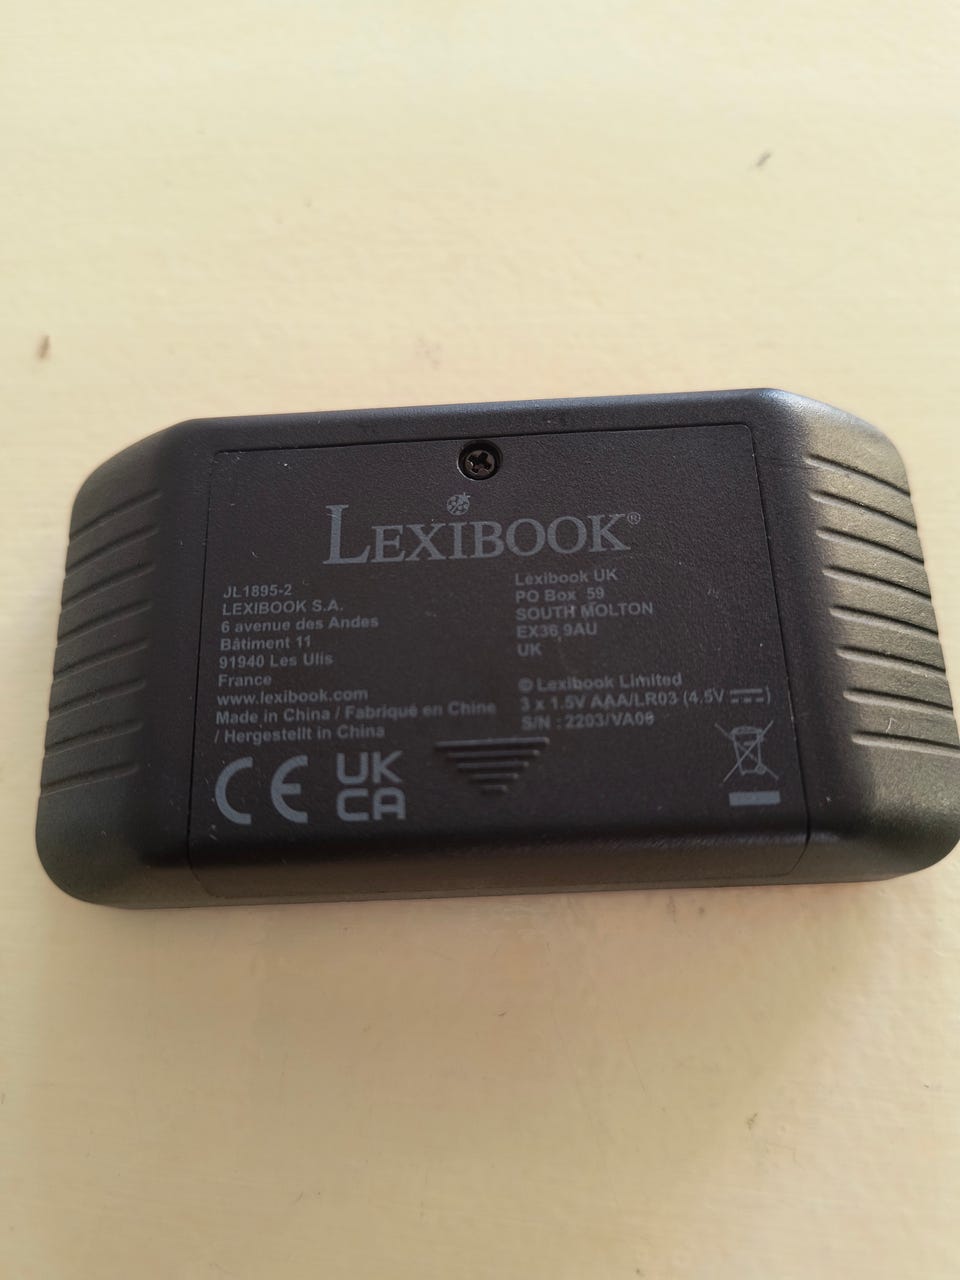 LEXIBOOK®
JL1895-2
LEXIBOOK S.A.
6 avenue des Andes
Bâtiment 11
91940 Les Ulis
France
www.lexibook.com
Made in China / Fabriqué en Chine
/ Hergestellt in China
CE
UK
CA
Lexibook UK
PO Box 59
SOUTH MOLTON
EX36 9AU
UK
© Lexibook Limited
3 x 1.5V AAA/LR03 (4.5V ⎓)
S/N : 2203/VA06